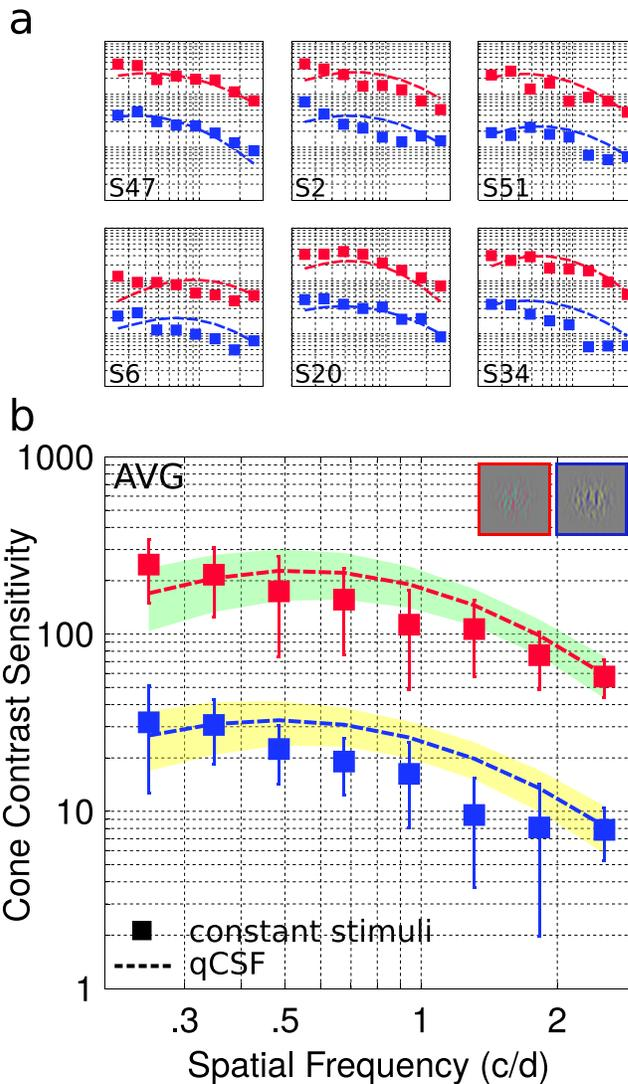 a
S47
S2
S51
S6
S20
S34
b
AVG
1000
100
10
1
Cone Contrast Sensitivity
constant stimuli
qCSF
.3 .5 1 2
Spatial Frequency (c/d)